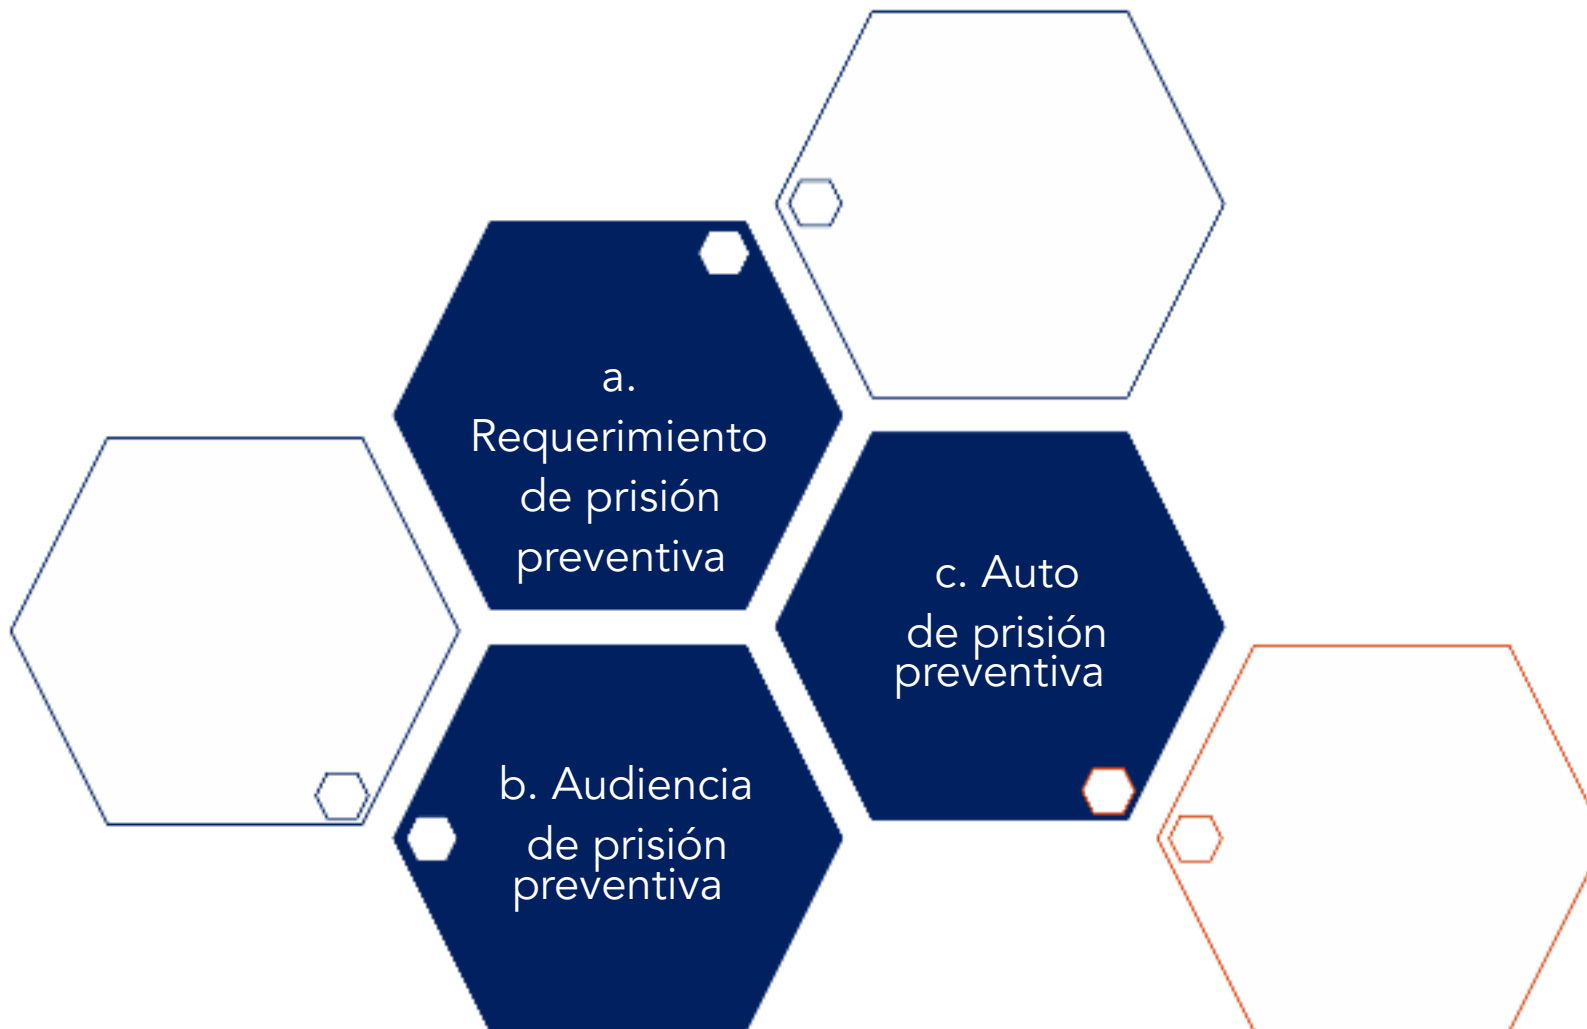 a.
Requerimiento
de prisión
preventiva
b. Audiencia
de prisión
preventiva
c. Auto
de prisión
preventiva